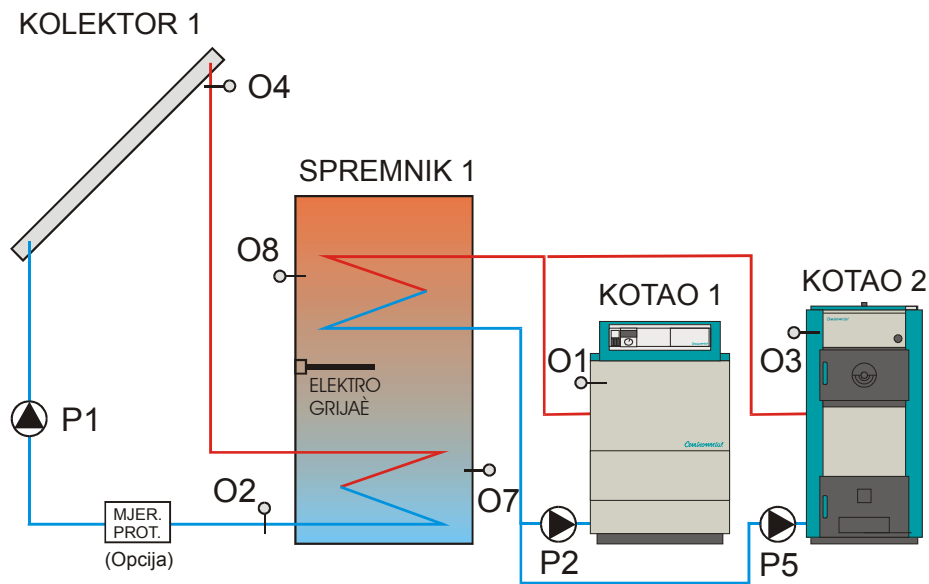 KOLEKTOR 1
O4
SPREMNIK 1
O8
KOTAO 1
KOTAO 2
O1
O3
ELEKTRO
GRIJAÈ
P1
Centrometal
O2
O7
MJER.
PROT.
(Opcija)
P2
P5